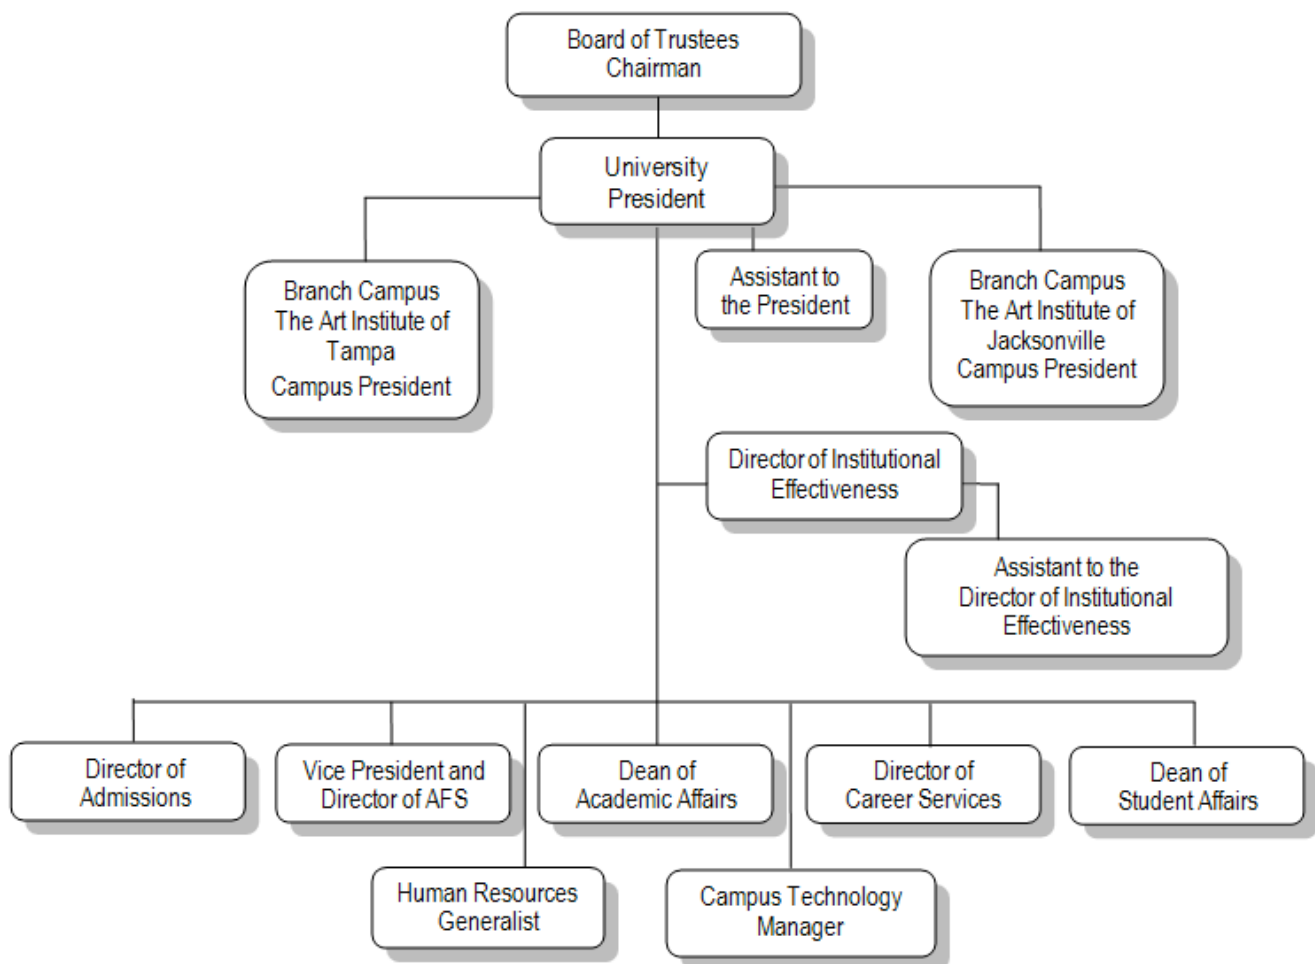 Board of Trustees
Chairman
University
President
Branch Campus
The Art Institute of
Tampa
Campus President
Assistant to
the President
Branch Campus
The Art Institute of
Jacksonville
Campus President
Director of Institutional
Effectiveness
Assistant to the
Director of Institutional
Effectiveness
Director of
Admissions
Vice President and
Director of AFS
Dean of
Academic Affairs
Director of
Career Services
Dean of
Student Affairs
Human Resources
Generalist
Campus Technology
Manager